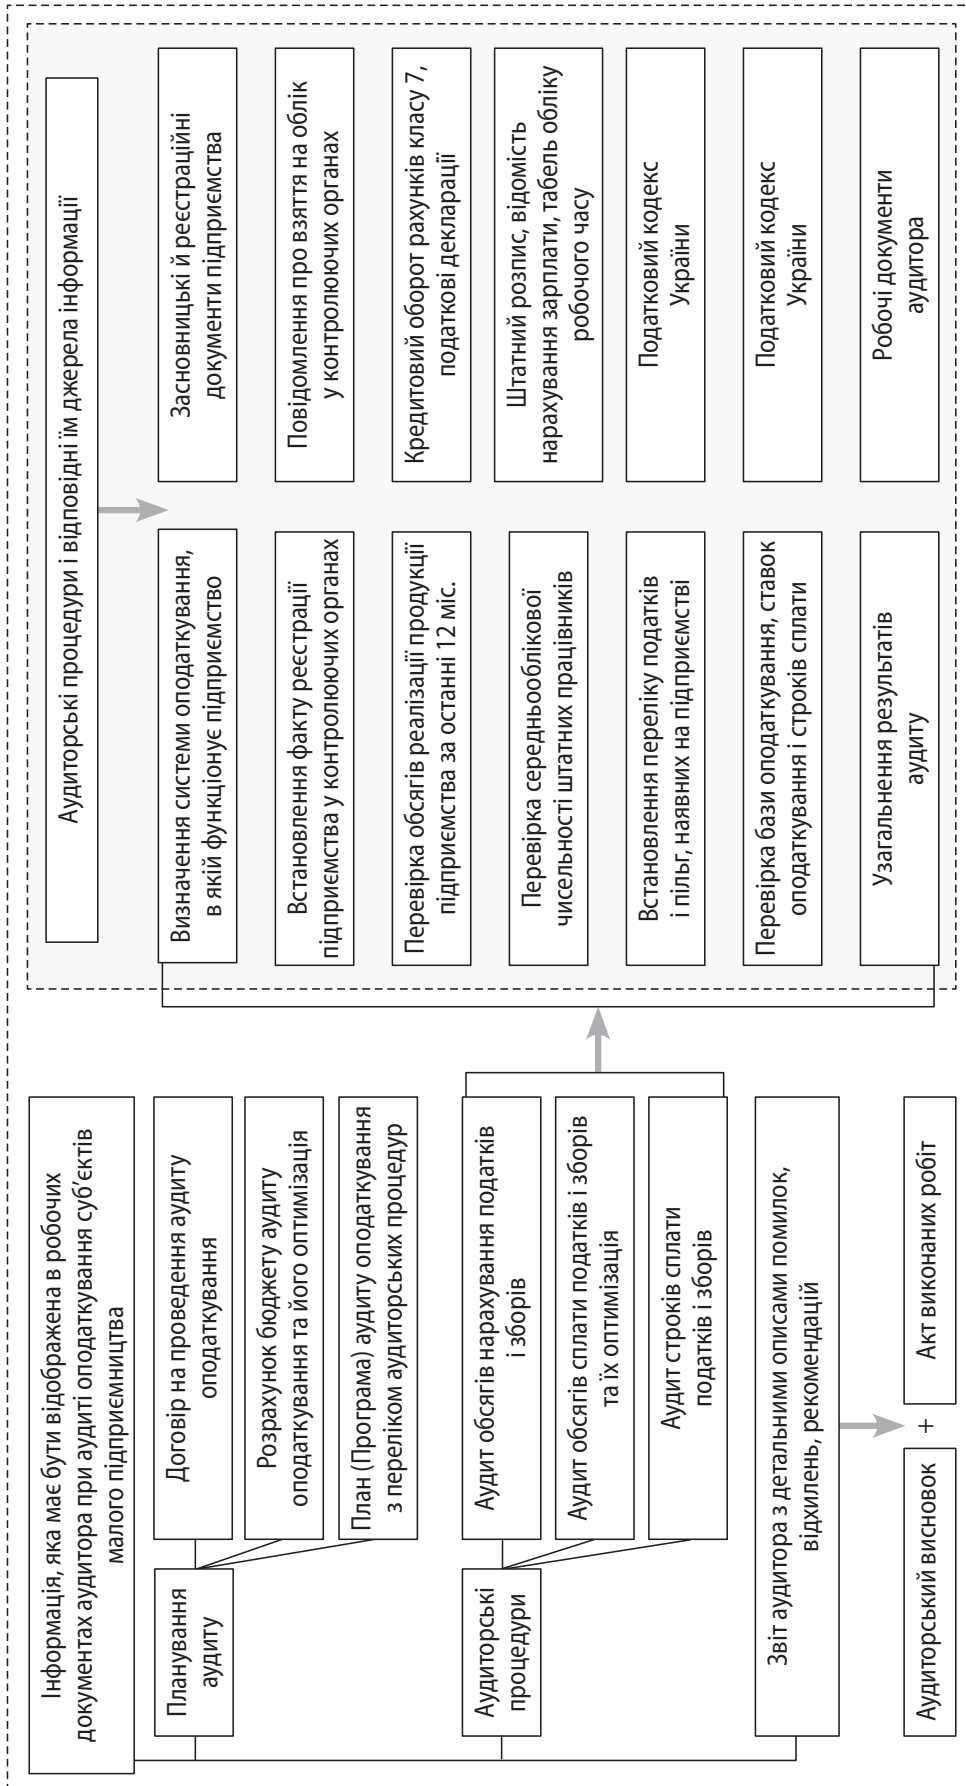 Інформація, яка має бути відображена в робочих
документах аудитора при аудиті оподаткування суб’єктів
малого підприємництва
Планування
аудиту
Договір на проведення аудиту
оподаткування
Розрахунок бюджету аудиту
оподаткування та його оптимізація
План (Програма) аудиту оподаткування
з переліком аудиторських процедур
Аудиторські
процедури
Аудит обсягів нарахування податків
і зборів
Аудит обсягів сплати податків і зборів
та їх оптимізація
Аудит строків сплати
податків і зборів
Звіт аудитора з детальними описами помилок,
відхилень, рекомендацій
Аудиторський висновок
+
Акт виконаних робіт
Аудиторські процедури і відповідні їм джерела інформації
Визначення системи оподаткування,
в якій функціонує підприємство
Засновницькі й реєстраційні
документи підприємства
Встановлення факту реєстрації
підприємства у контролюючих органах
Повідомлення про взяття на облік
у контролюючих органах
Перевірка обсягів реалізації продукції
підприємства за останні 12 міс.
Кредитовий оборот рахунків класу 7,
податкові декларації
Перевірка середньооблікової
чисельності штатних працівників
Штатний розпис, відомість
нарахування зарплати, табель обліку
робочого часу
Встановлення переліку податків
і пільг, наявних на підприємстві
Податковий кодекс
України
Перевірка бази оподаткування, ставок
оподаткування і строків сплати
Податковий кодекс
України
Узагальнення результатів
аудиту
Робочі документи
аудитора